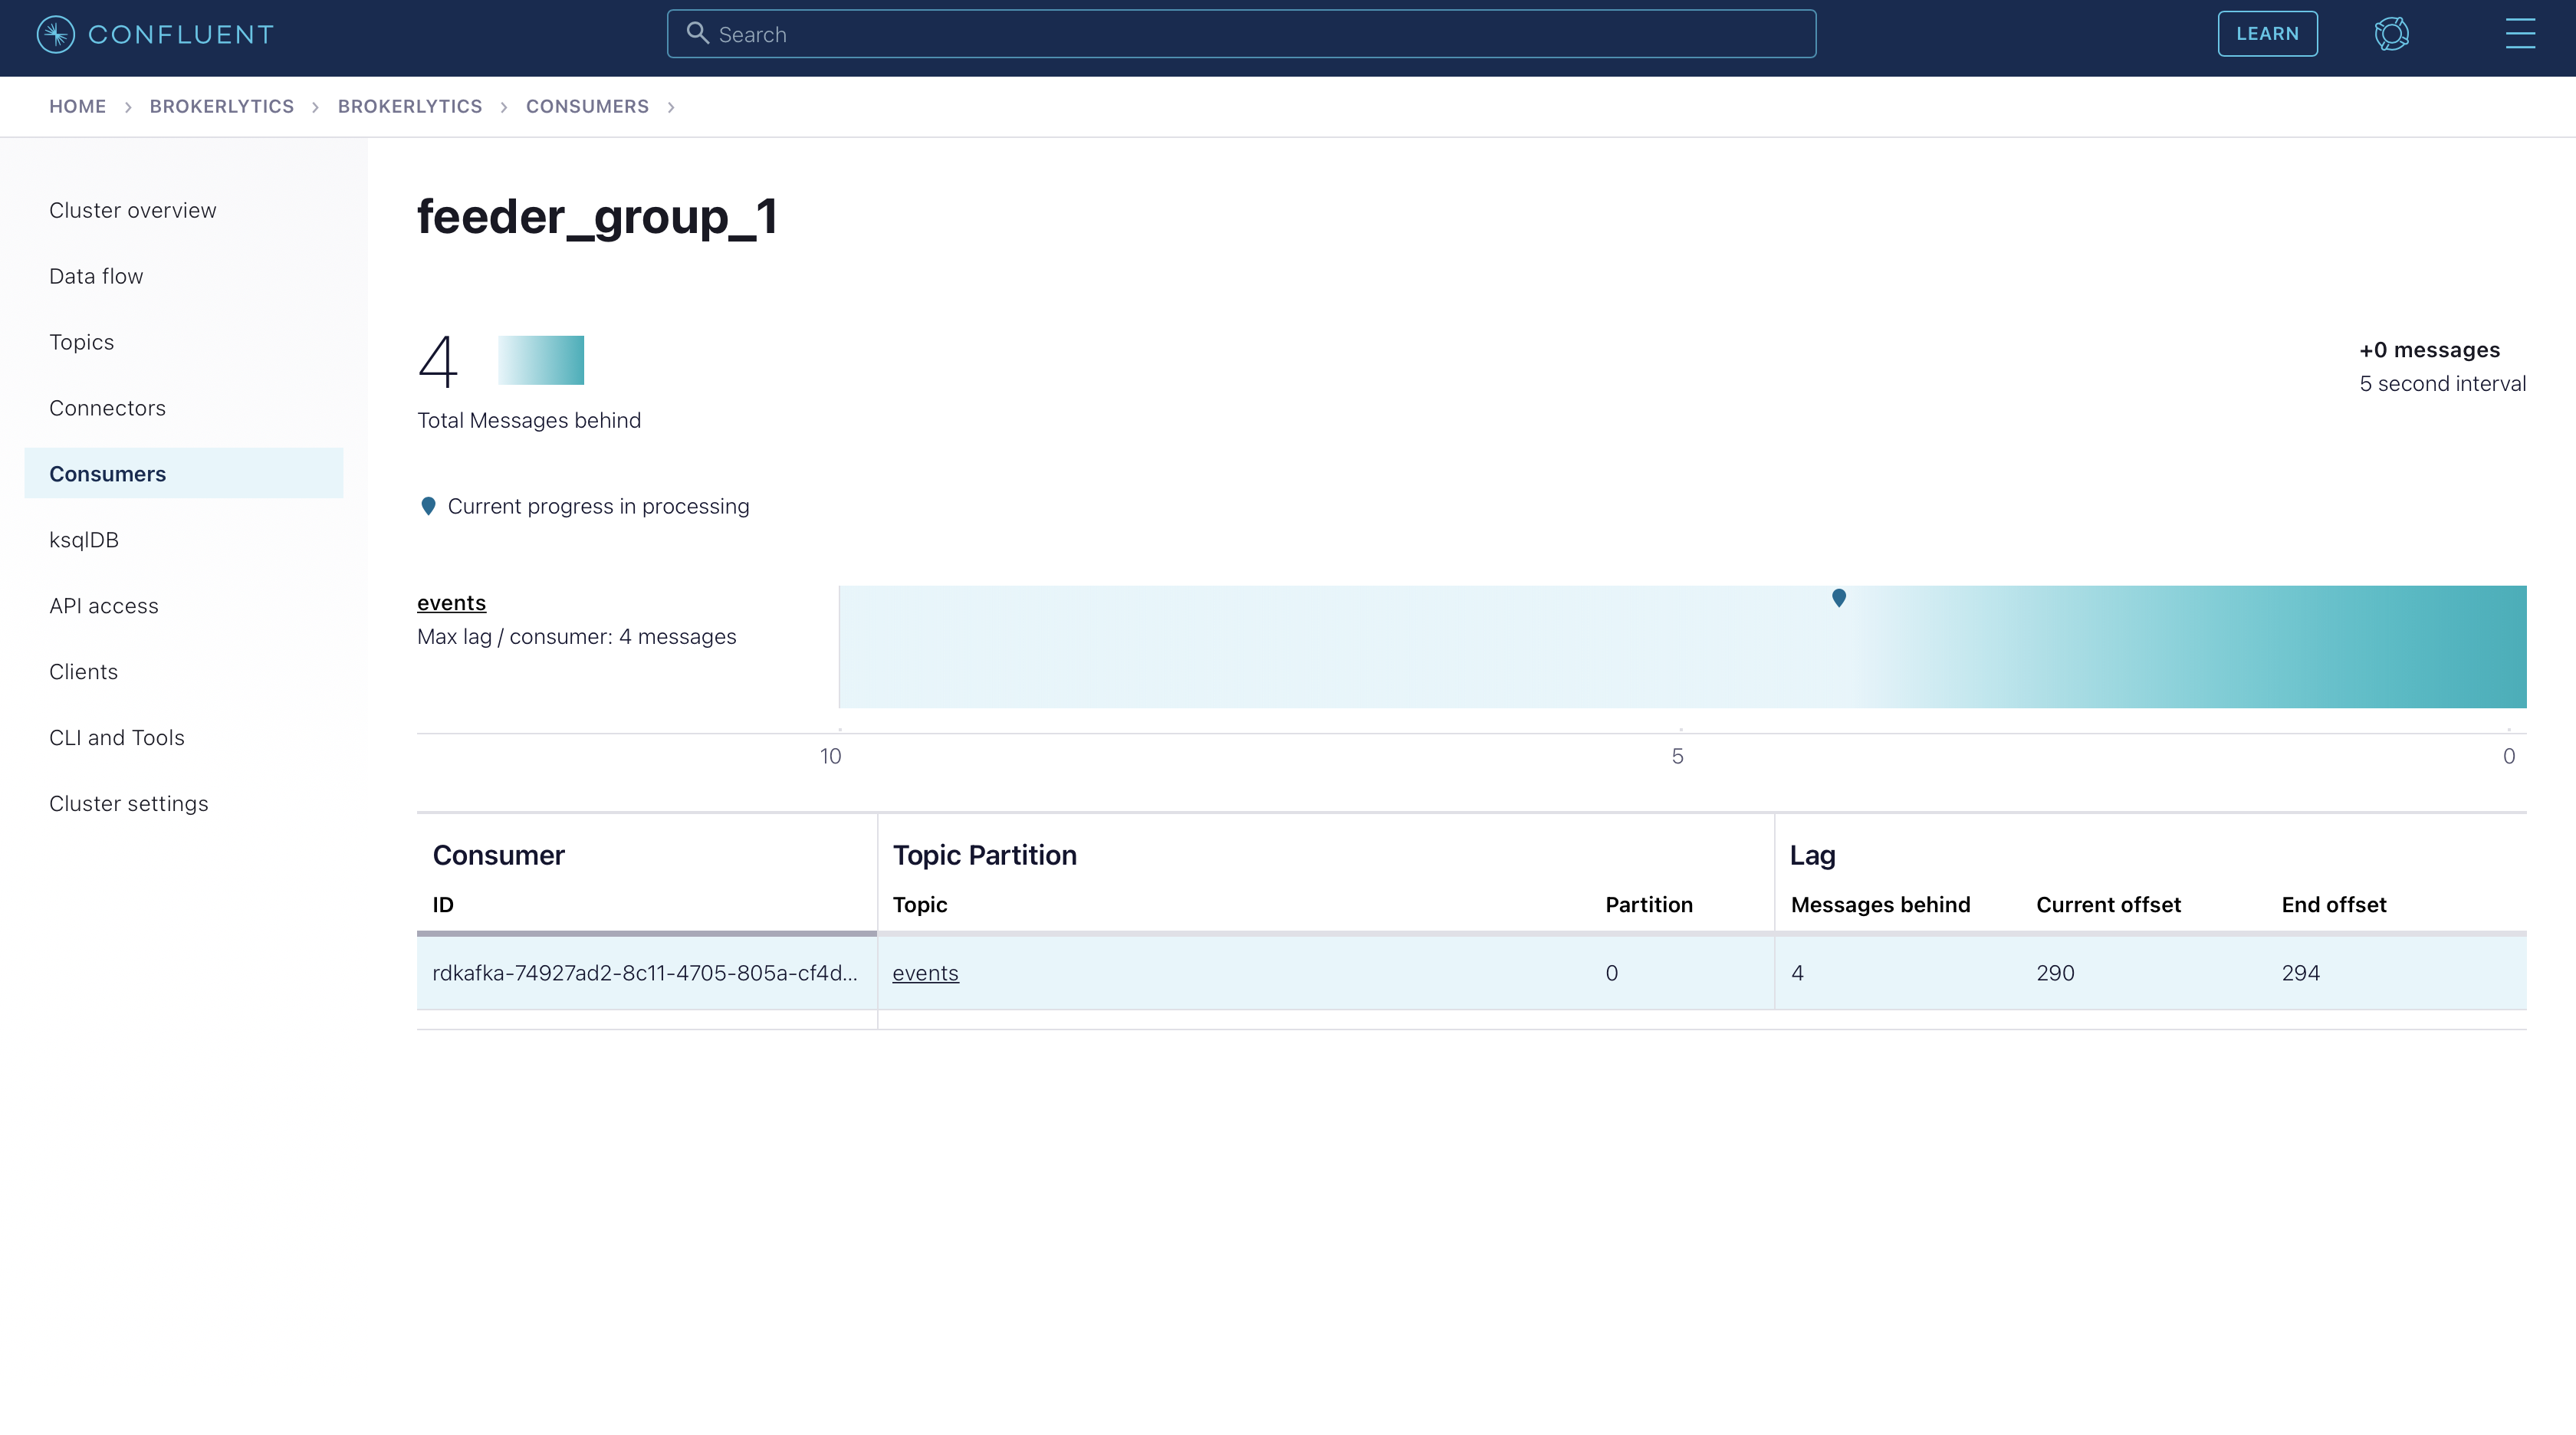 CONFLUENT
Search
LEARN
HOME > BROKERLYTICS > BROKERLYTICS > CONSUMERS >
Cluster overview
Data flow
Topics
Connectors
Consumers
ksqlDB
API access
Clients
CLI and Tools
Cluster settings
feeder_group_1
4
Total Messages behind
+0 messages
5 second interval
Current progress in processing
events
Max lag / consumer: 4 messages
10 5 0
Consumer Topic Partition Lag
ID Topic Partition Messages behind Current offset End offset
rdkafka-74927ad2-8c11-4705-805a-cf4d... events 0 4 290 294